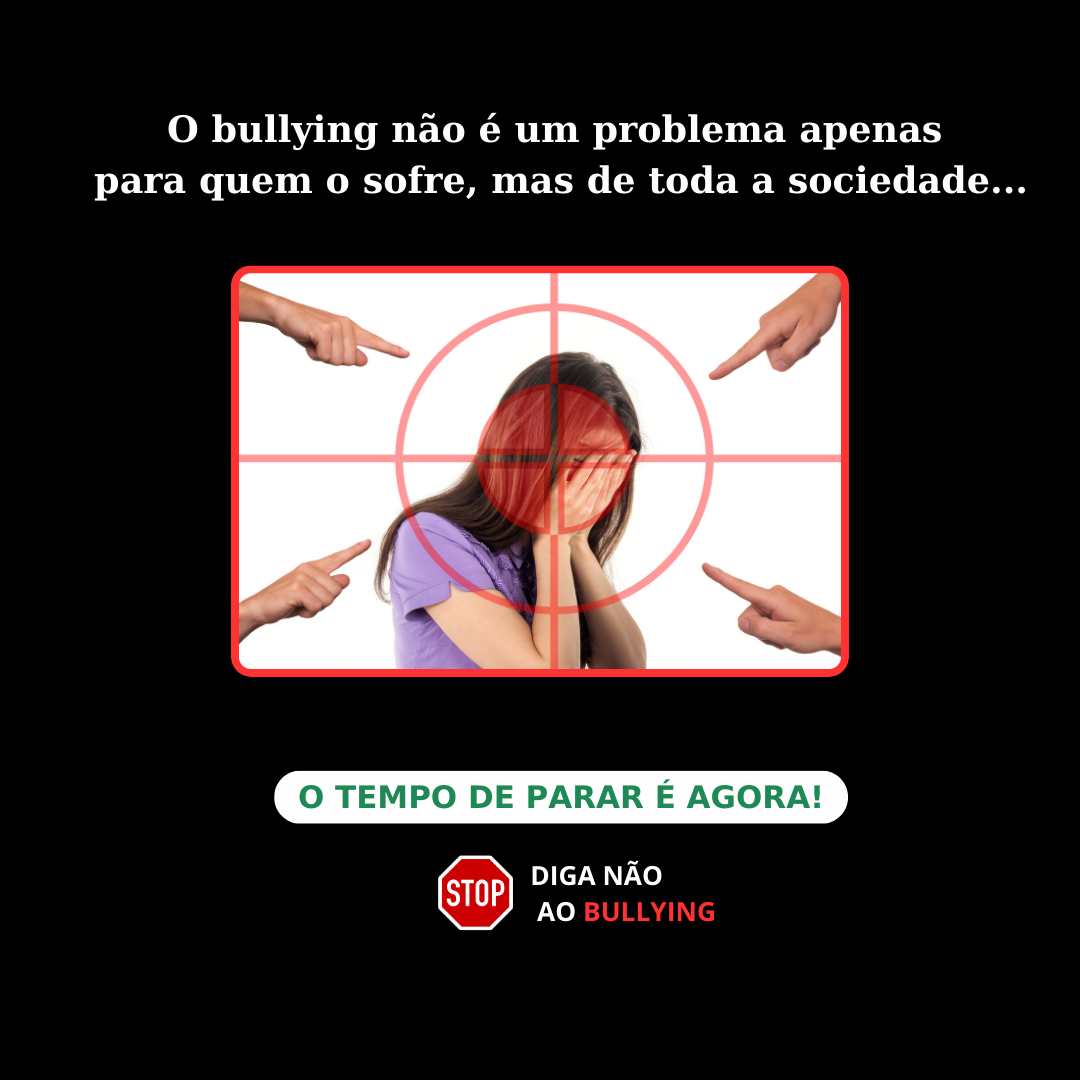 O bullying não é um problema apenas
para quem o sofre, mas de toda a sociedade...
O TEMPO DE PARAR É AGORA!
STOP
DIGA NÃO
AO BULLYING